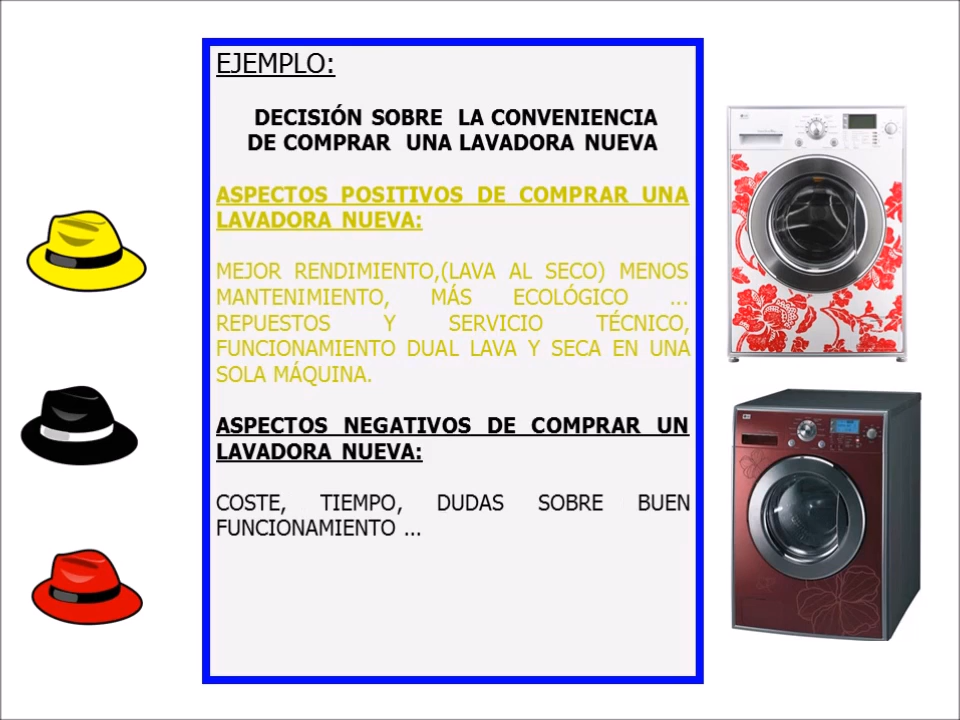 EJEMPLO:
DECISIÓN SOBRE LA CONVENIENCIA
DE COMPRAR UNA LAVADORA NUEVA
ASPECTOS POSITIVOS DE COMPRAR UNA
LAVADORA NUEVA:
MEJOR RENDIMIENTO,(LAVA AL SECO) MENOS
MANTENIMIENTO, MÁS ECOLÓGICO ...
REPUESTOS Y SERVICIO TÉCNICO,
FUNCIONAMIENTO DUAL LAVA Y SECA EN UNA
SOLA MÁQUINA.
ASPECTOS NEGATIVOS DE COMPRAR UN
LAVADORA NUEVA:
COSTE, TIEMPO, DUDAS SOBRE BUEN
FUNCIONAMIENTO ...